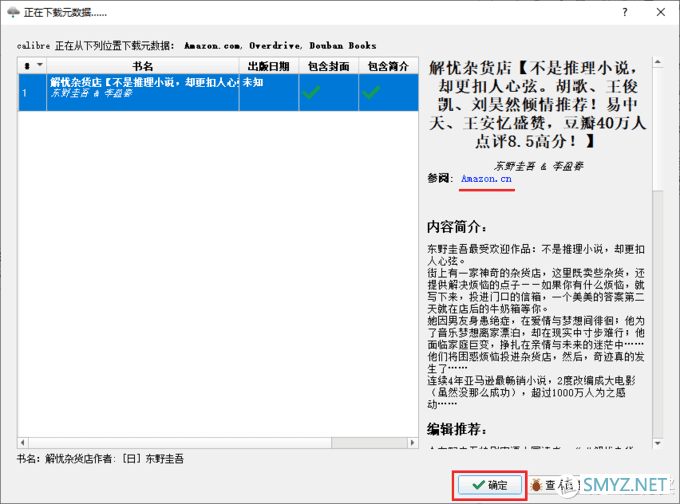 正在下载元数据......
?
calibre 正在从下列位置下载元数据: Amazon.com, Overdrive, Douban Books
# 书名 出版日期 包含封面 包含简介
1 解忧杂货店【不是推理小说，却更扣人心 未知
东野圭吾 & 李盈春
解忧杂货店【不是推理小说，
却更扣人心弦。胡歌、王俊
凯、刘昊然倾情推荐！易中
天、王安忆盛赞，豆瓣40万人
点评8.5高分！】
东野圭吾 & 李盈春
参阅: Amazon.cn
内容简介:
东野圭吾最受欢迎作品：不是推理小说，却更扣
人心弦。
街上有一家神奇的杂货店，这里既卖些杂货，还
提供解决烦恼的点子——如果你有什么烦恼，就
写下来，投进门口的信箱，一个美美的答案第二
天就在店后的牛奶箱等你。
她因男友身患绝症，在爱情与梦想间徘徊；他为
了音乐梦想离家漂泊，却在现实中寸步难行；他
面临家庭巨变，挣扎在亲情与未来的迷茫中……
他们将困惑烦恼投进杂货店，然后，奇迹真的发
生了……
连续4年亚马逊最畅销小说，2度改编成大电影
（虽然没那么成功），超过1000万人为之感
动……
编辑推荐:
书名: 解忧杂货店作者: [日] 东野圭吾
确定
查
SMYZ.NET